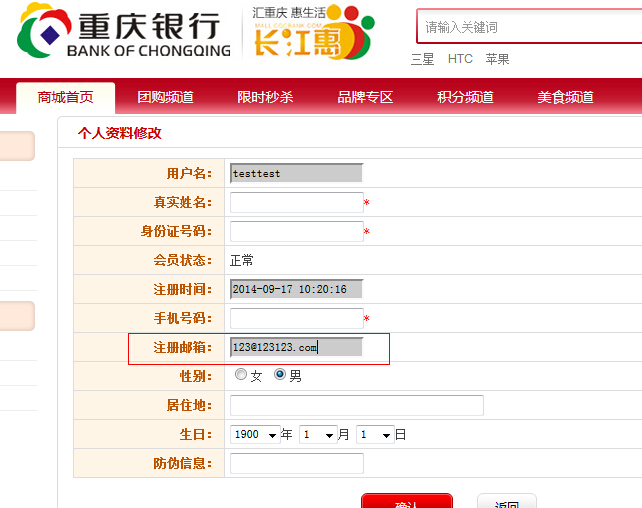 重庆银行
BANK OF CHONGQING
汇重庆 惠生活
MALL.CQCBANK.COM
长江惠
请输入关键词
三星 HTC 苹果
商城首页 团购频道 限时秒杀 品牌专区 积分频道 美食频道
个人资料修改
用户名： testtest
真实姓名： *
身份证号码： *
会员状态： 正常
注册时间： 2014-09-17 10:20:16
手机号码： *
注册邮箱： 123@123123.com
性别： 女 男
居住地：
生日： 1900 年 1 月 1 日
防伪信息：
确认 返回